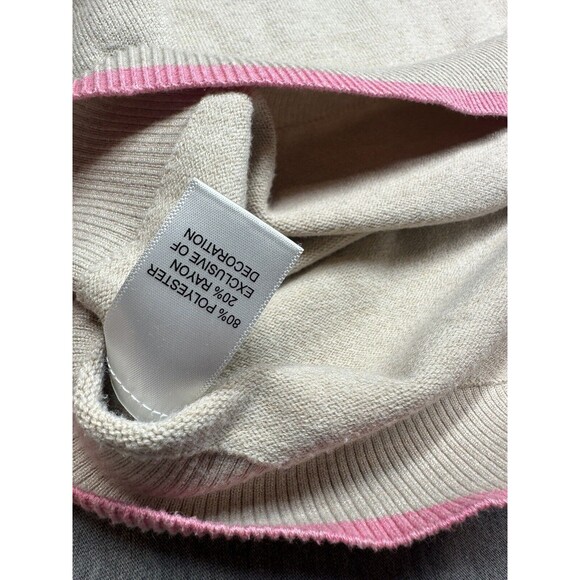 80% POLYESTER
20% RAYON
EXCLUSIVE OF
DECORATION